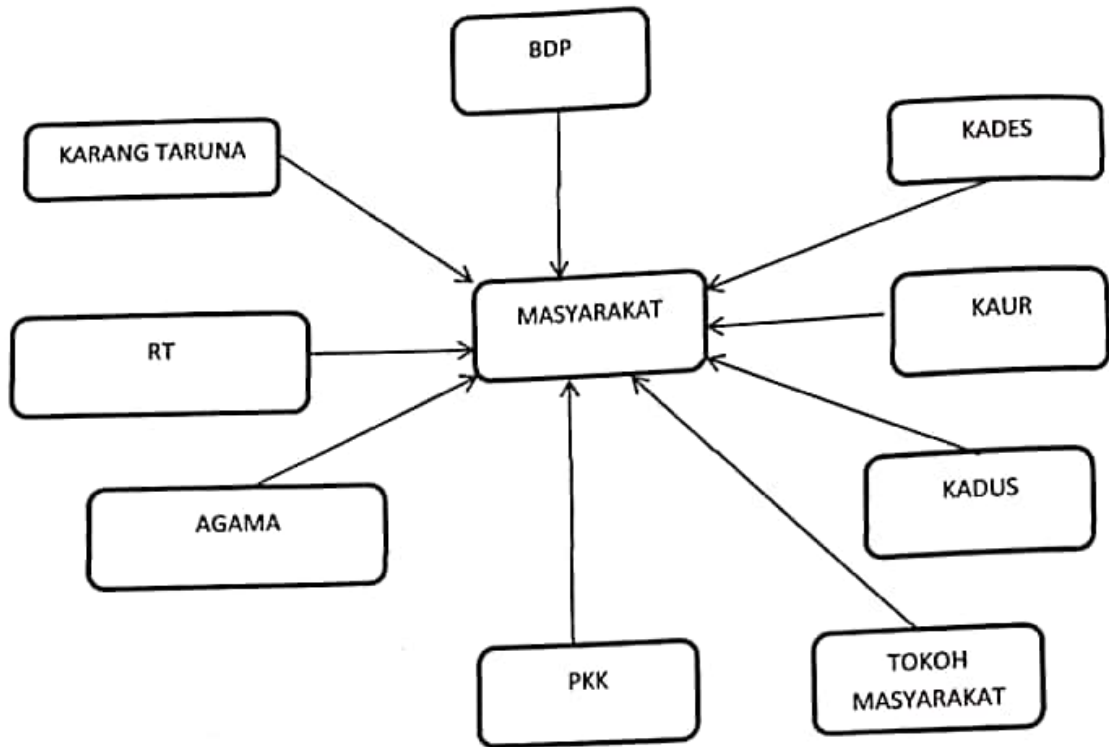 BDP
KARANG TARUNA
KADES
MASYARAKAT
KAUR
RT
KADUS
AGAMA
PKK
TOKOH
MASYARAKAT